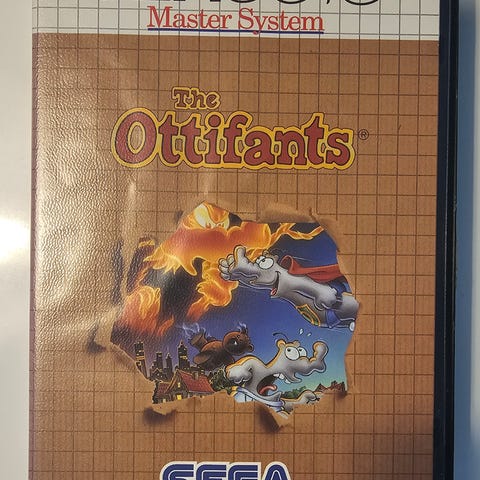 Master System
The
Ottifants®
SEGA